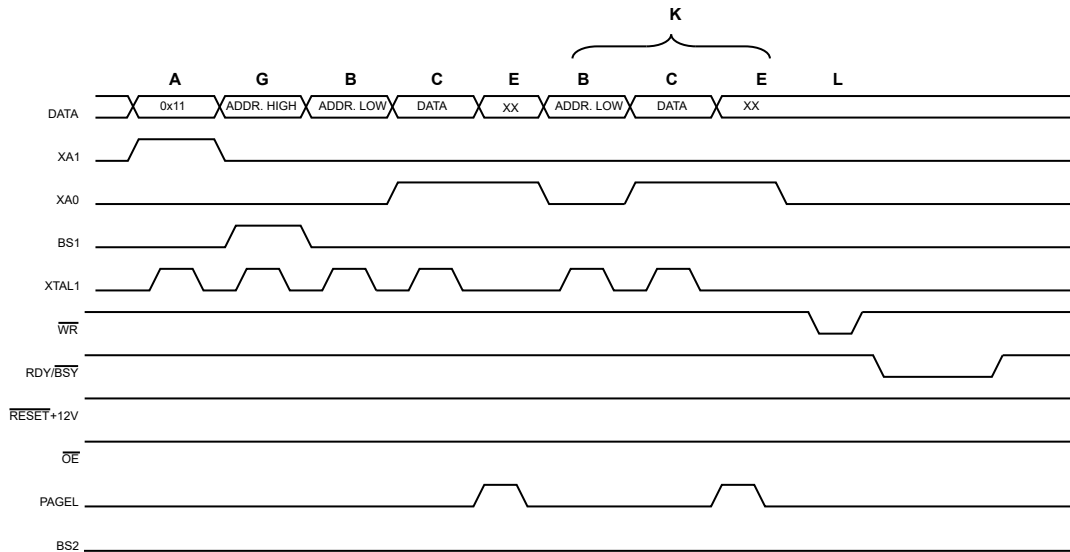 K
A G B C E B C E L
DATA 0x11 ADDR. HIGH ADDR. LOW DATA XX ADDR. LOW DATA XX
XA1
XA0
BS1
XTAL1
WR
RDY/BSY
RESET+12V
OE
PAGEL
BS2